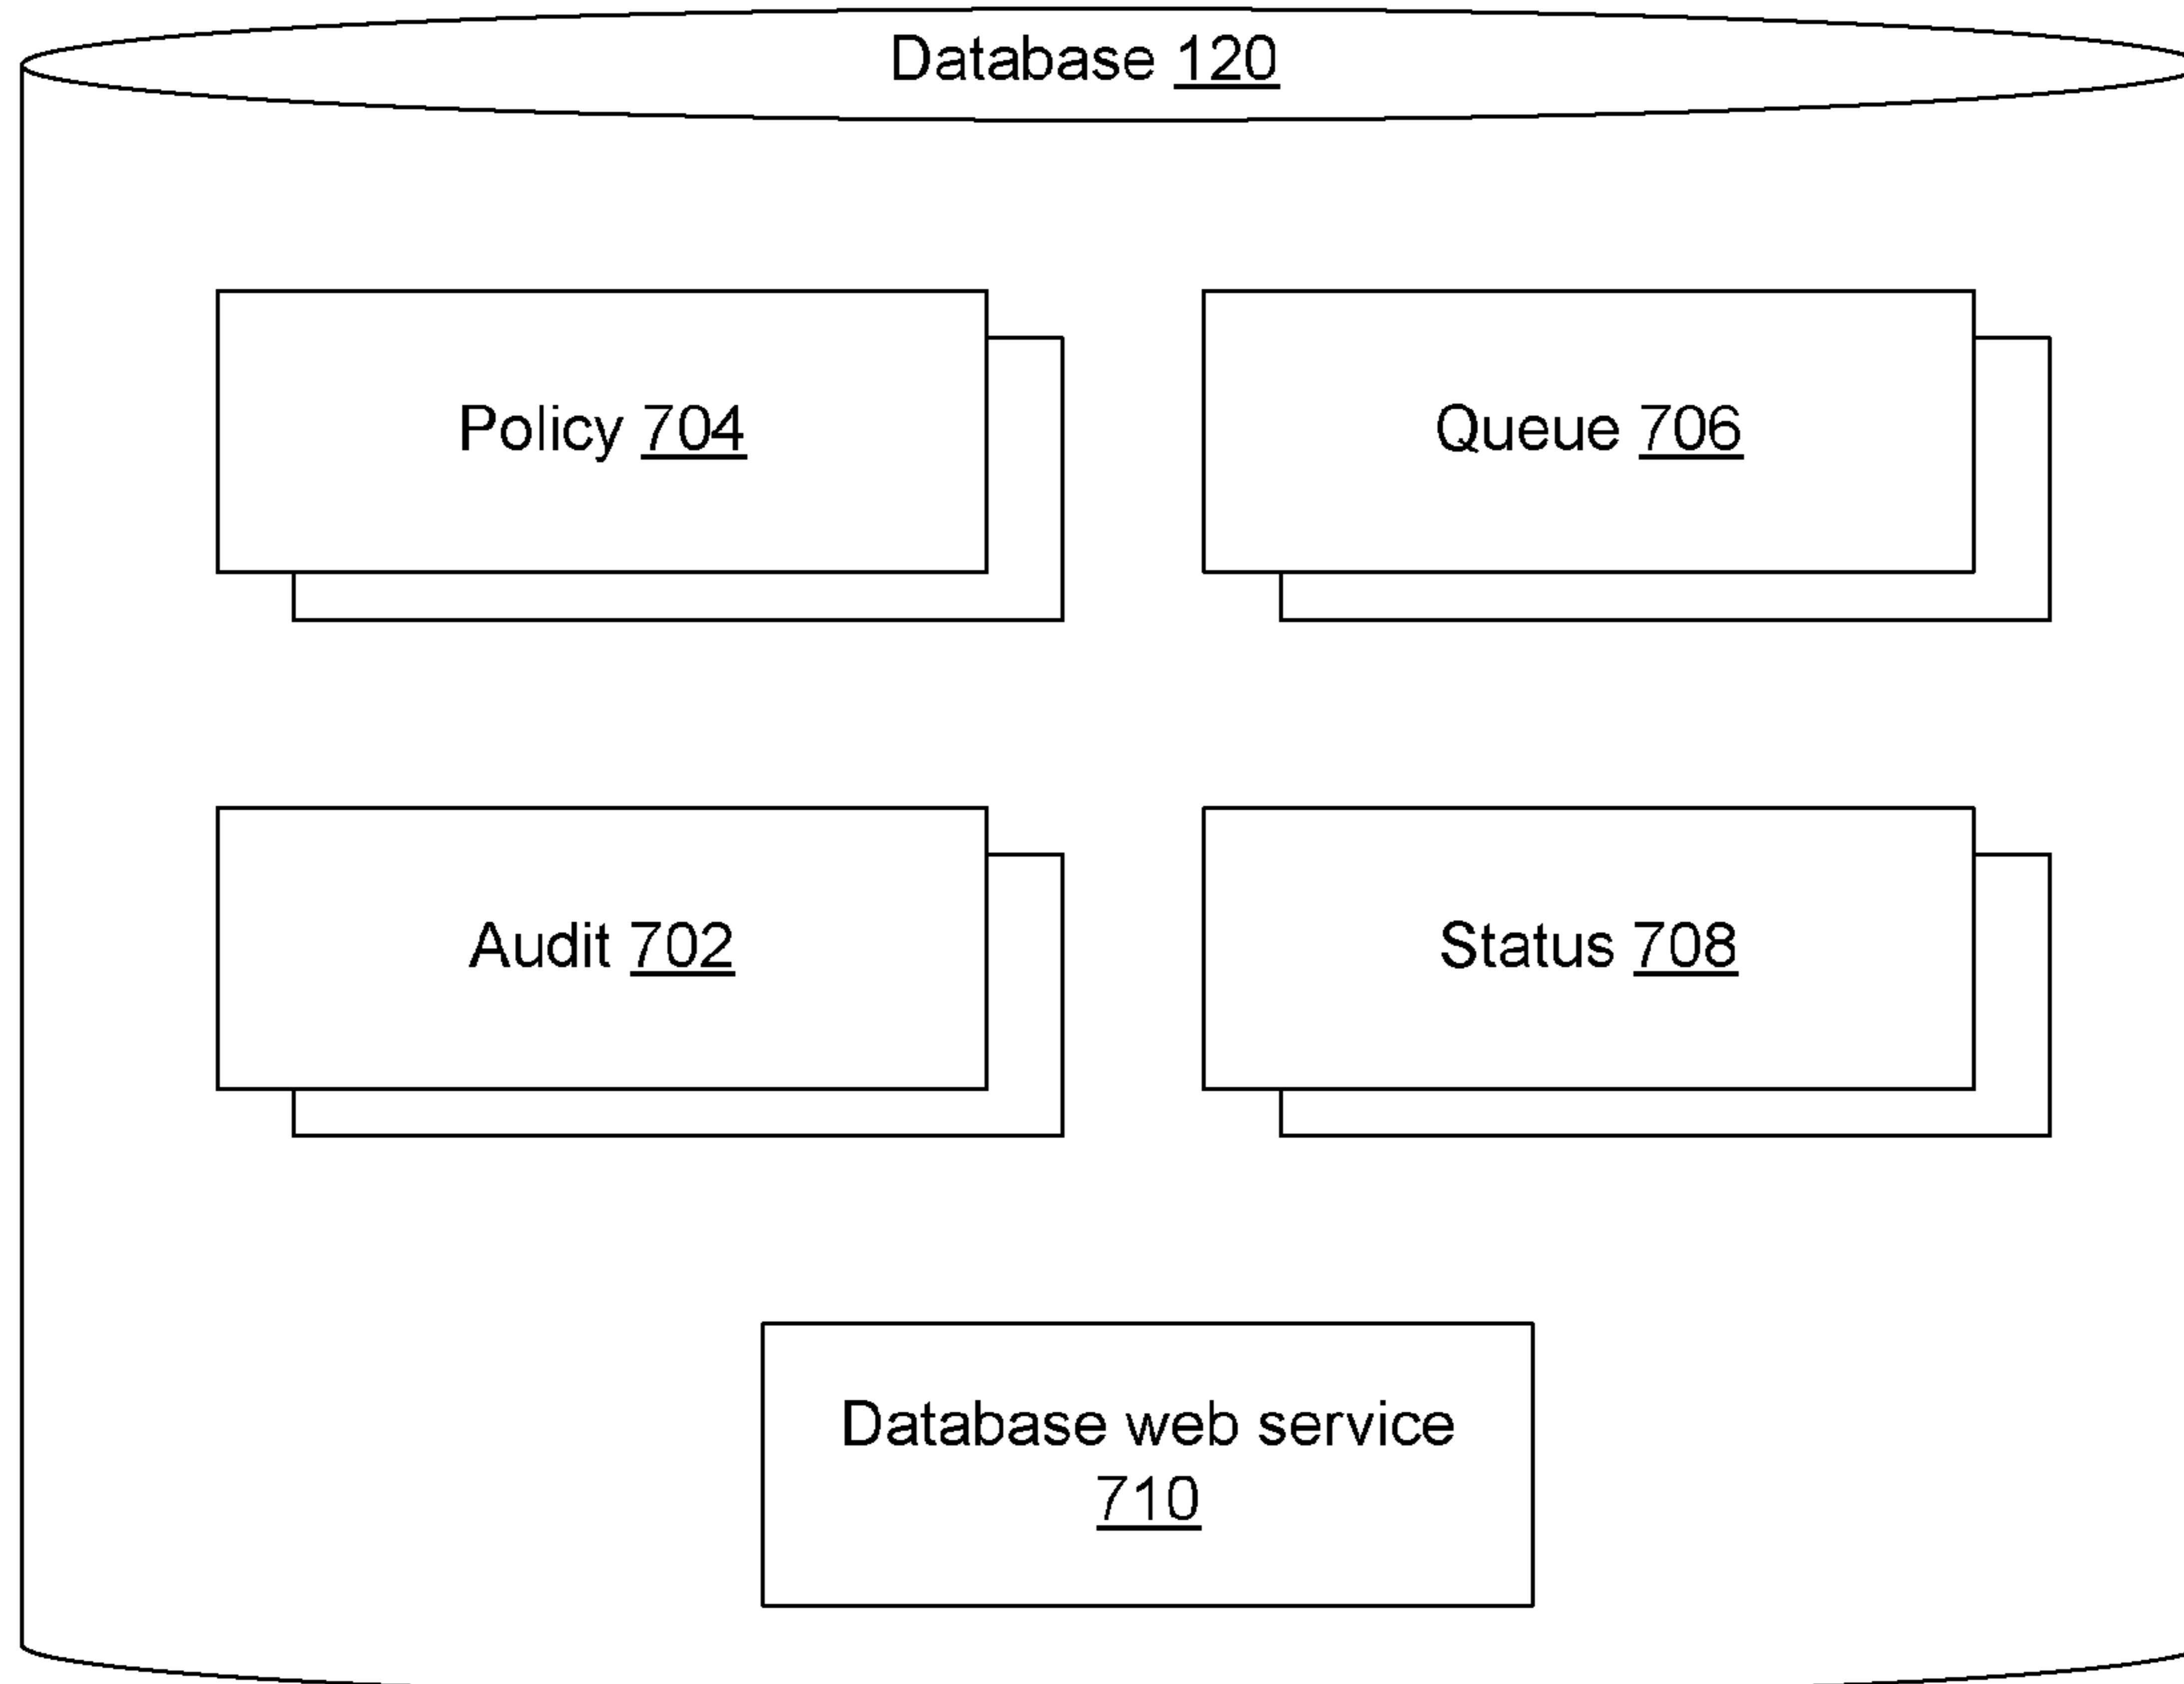 Database 120
Policy 704
Queue 706
Audit 702
Status 708
Database web service
710